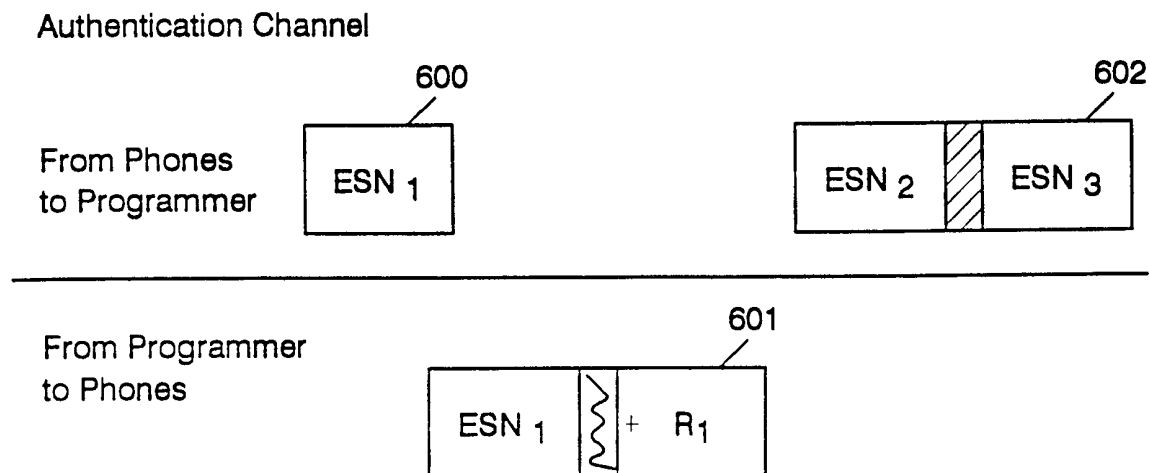 Authentication Channel
600
602
From Phones
to Programmer
ESN 1
ESN 2
ESN 3
From Programmer
to Phones
601
ESN 1 + R1